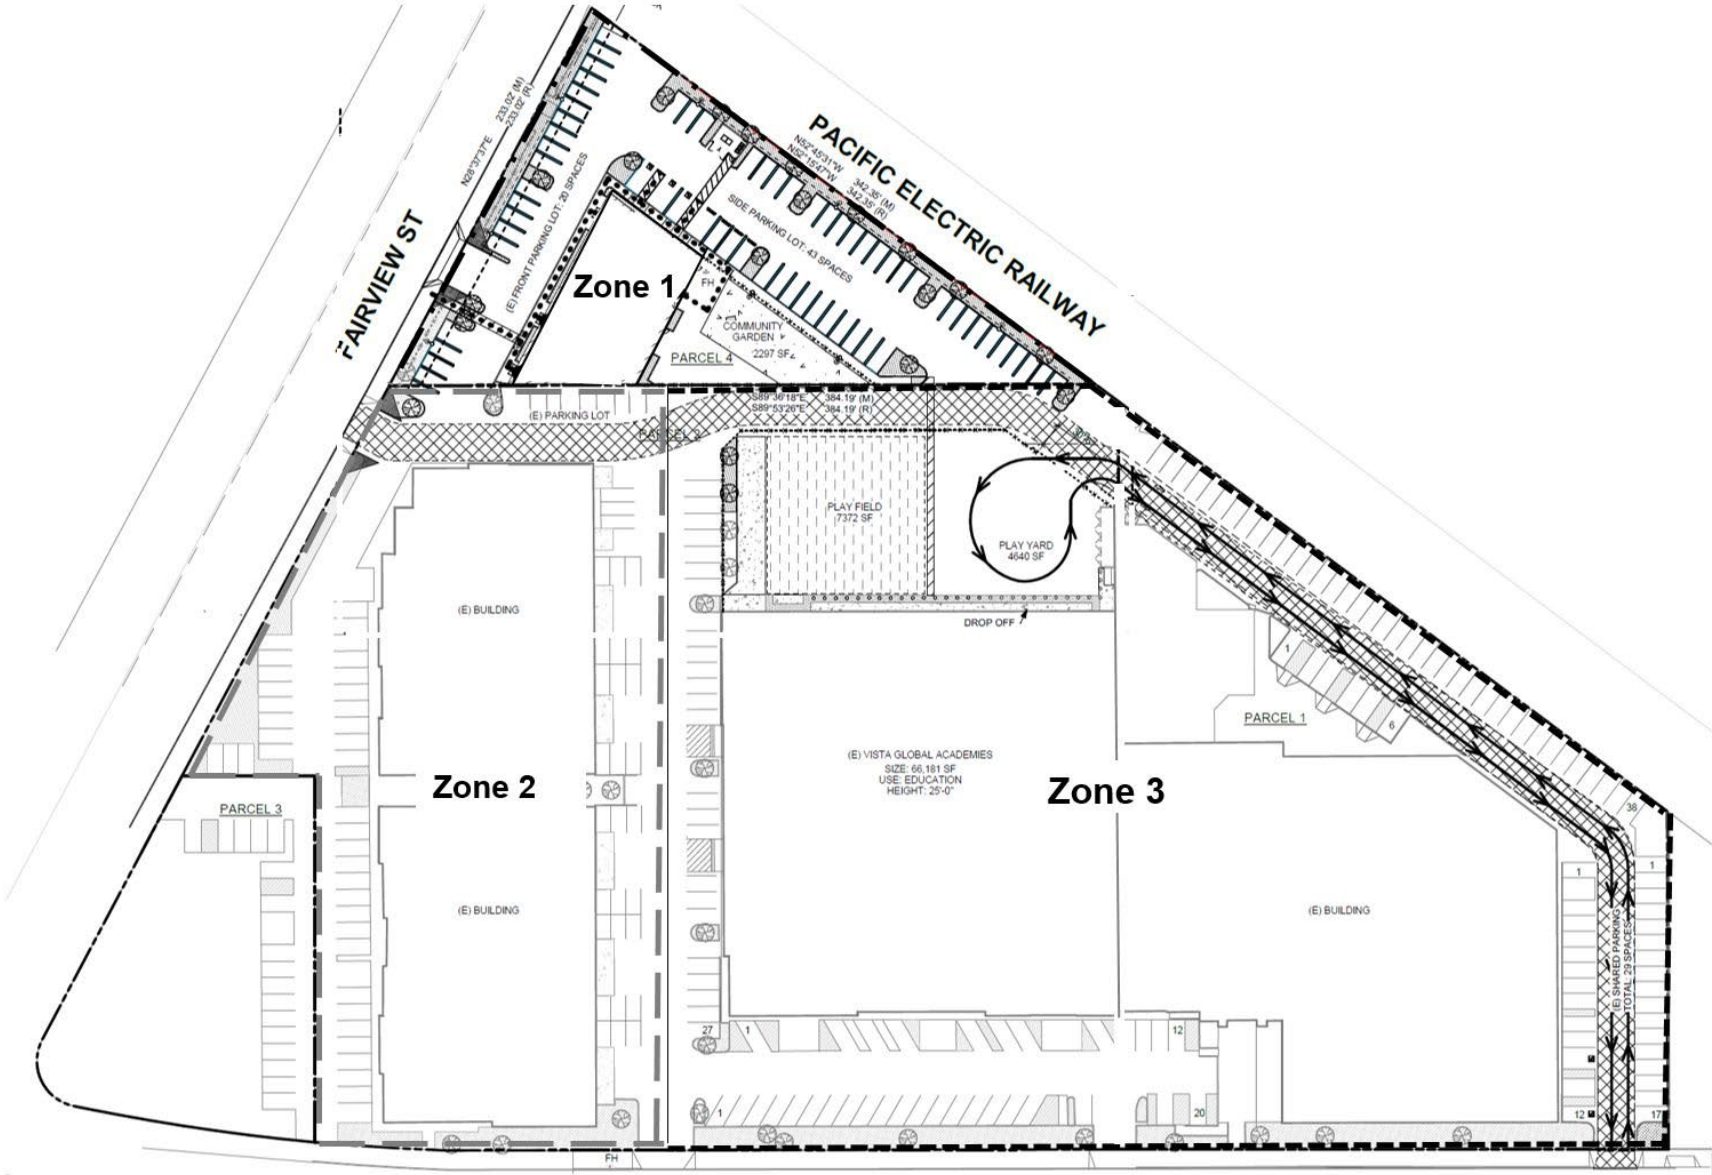 233.02' (M)
233.02' (R)
N28°37'37"E
FAIRVIEW ST
(E) FRONT PARKING LOT: 20 SPACES
PACIFIC ELECTRIC RAILWAY
N52°45'31"W 342.35' (M)
N52°15'47"W 342.35' (R)
SIDE PARKING LOT: 43 SPACES
Zone 1
FH
COMMUNITY
GARDEN
2297 SF
PARCEL 4
S89°36'18"E 384.19' (M)
S89°53'26"E 384.19' (R)
(E) PARKING LOT
PARCEL 2
PLAY FIELD
7372 SF
PLAY YARD
4640 SF
DROP OFF
(E) BUILDING
1
6
PARCEL 1
(E) VISTA GLOBAL ACADEMIES
SIZE: 66,181 SF
USE: EDUCATION
HEIGHT: 25'-0"
Zone 2
Zone 3
PARCEL 3
38
1
1
(E) BUILDING
(E) BUILDING
(E) SHARED PARKING
TOTAL: 29 SPACES
27
1
12
1
20
12
17
FH